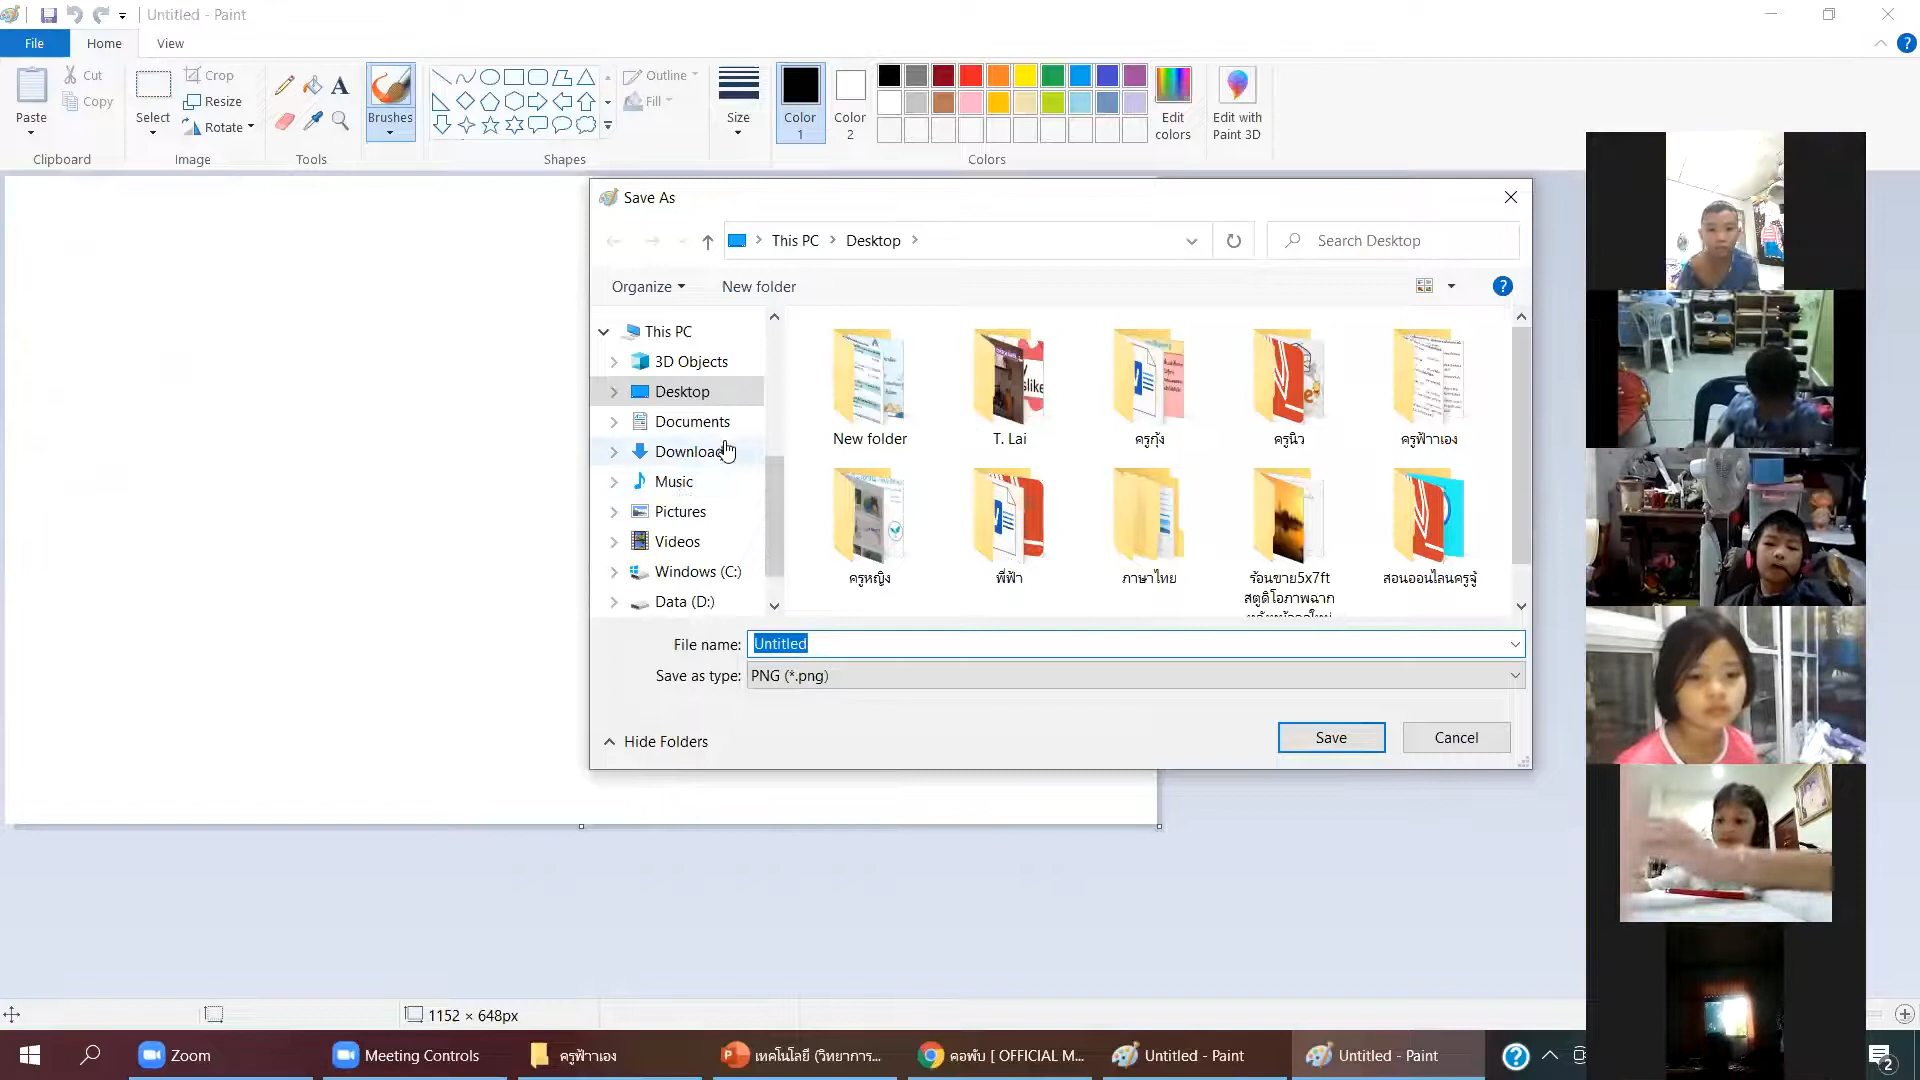 Untitled - Paint
File
Home
View
Paste
Cut
Copy
Clipboard
Select
Crop
Resize
Rotate
Image
Tools
Brushes
Outline
Fill
Shapes
Size
Color 1
Color 2
Edit colors
Edit with Paint 3D
Colors
Save As
This PC
Desktop
Search Desktop
Organize
New folder
This PC
3D Objects
Desktop
Documents
Music
Pictures
Videos
Windows (C:)
Data (D:)
New folder
T. Lai
ครูกุ้ง
ครูนิว
ครูฟ้าาเอง
ครูหญิง
พี่ฟ้า
ภาษาไทย
ร้อนขาย5x7ft
สตูดิโอภาพฉาก
สอนออนไลนครูจู้
File name:
Untitled
Save as type:
PNG (*.png)
Hide Folders
Save
Cancel
1152 × 648px
Zoom
Meeting Controls
ครูฟ้าาเอง
เทคโนโลยี (วิทยาการ...
คอพับ [ OFFICIAL M...
Untitled - Paint
Untitled - Paint
2